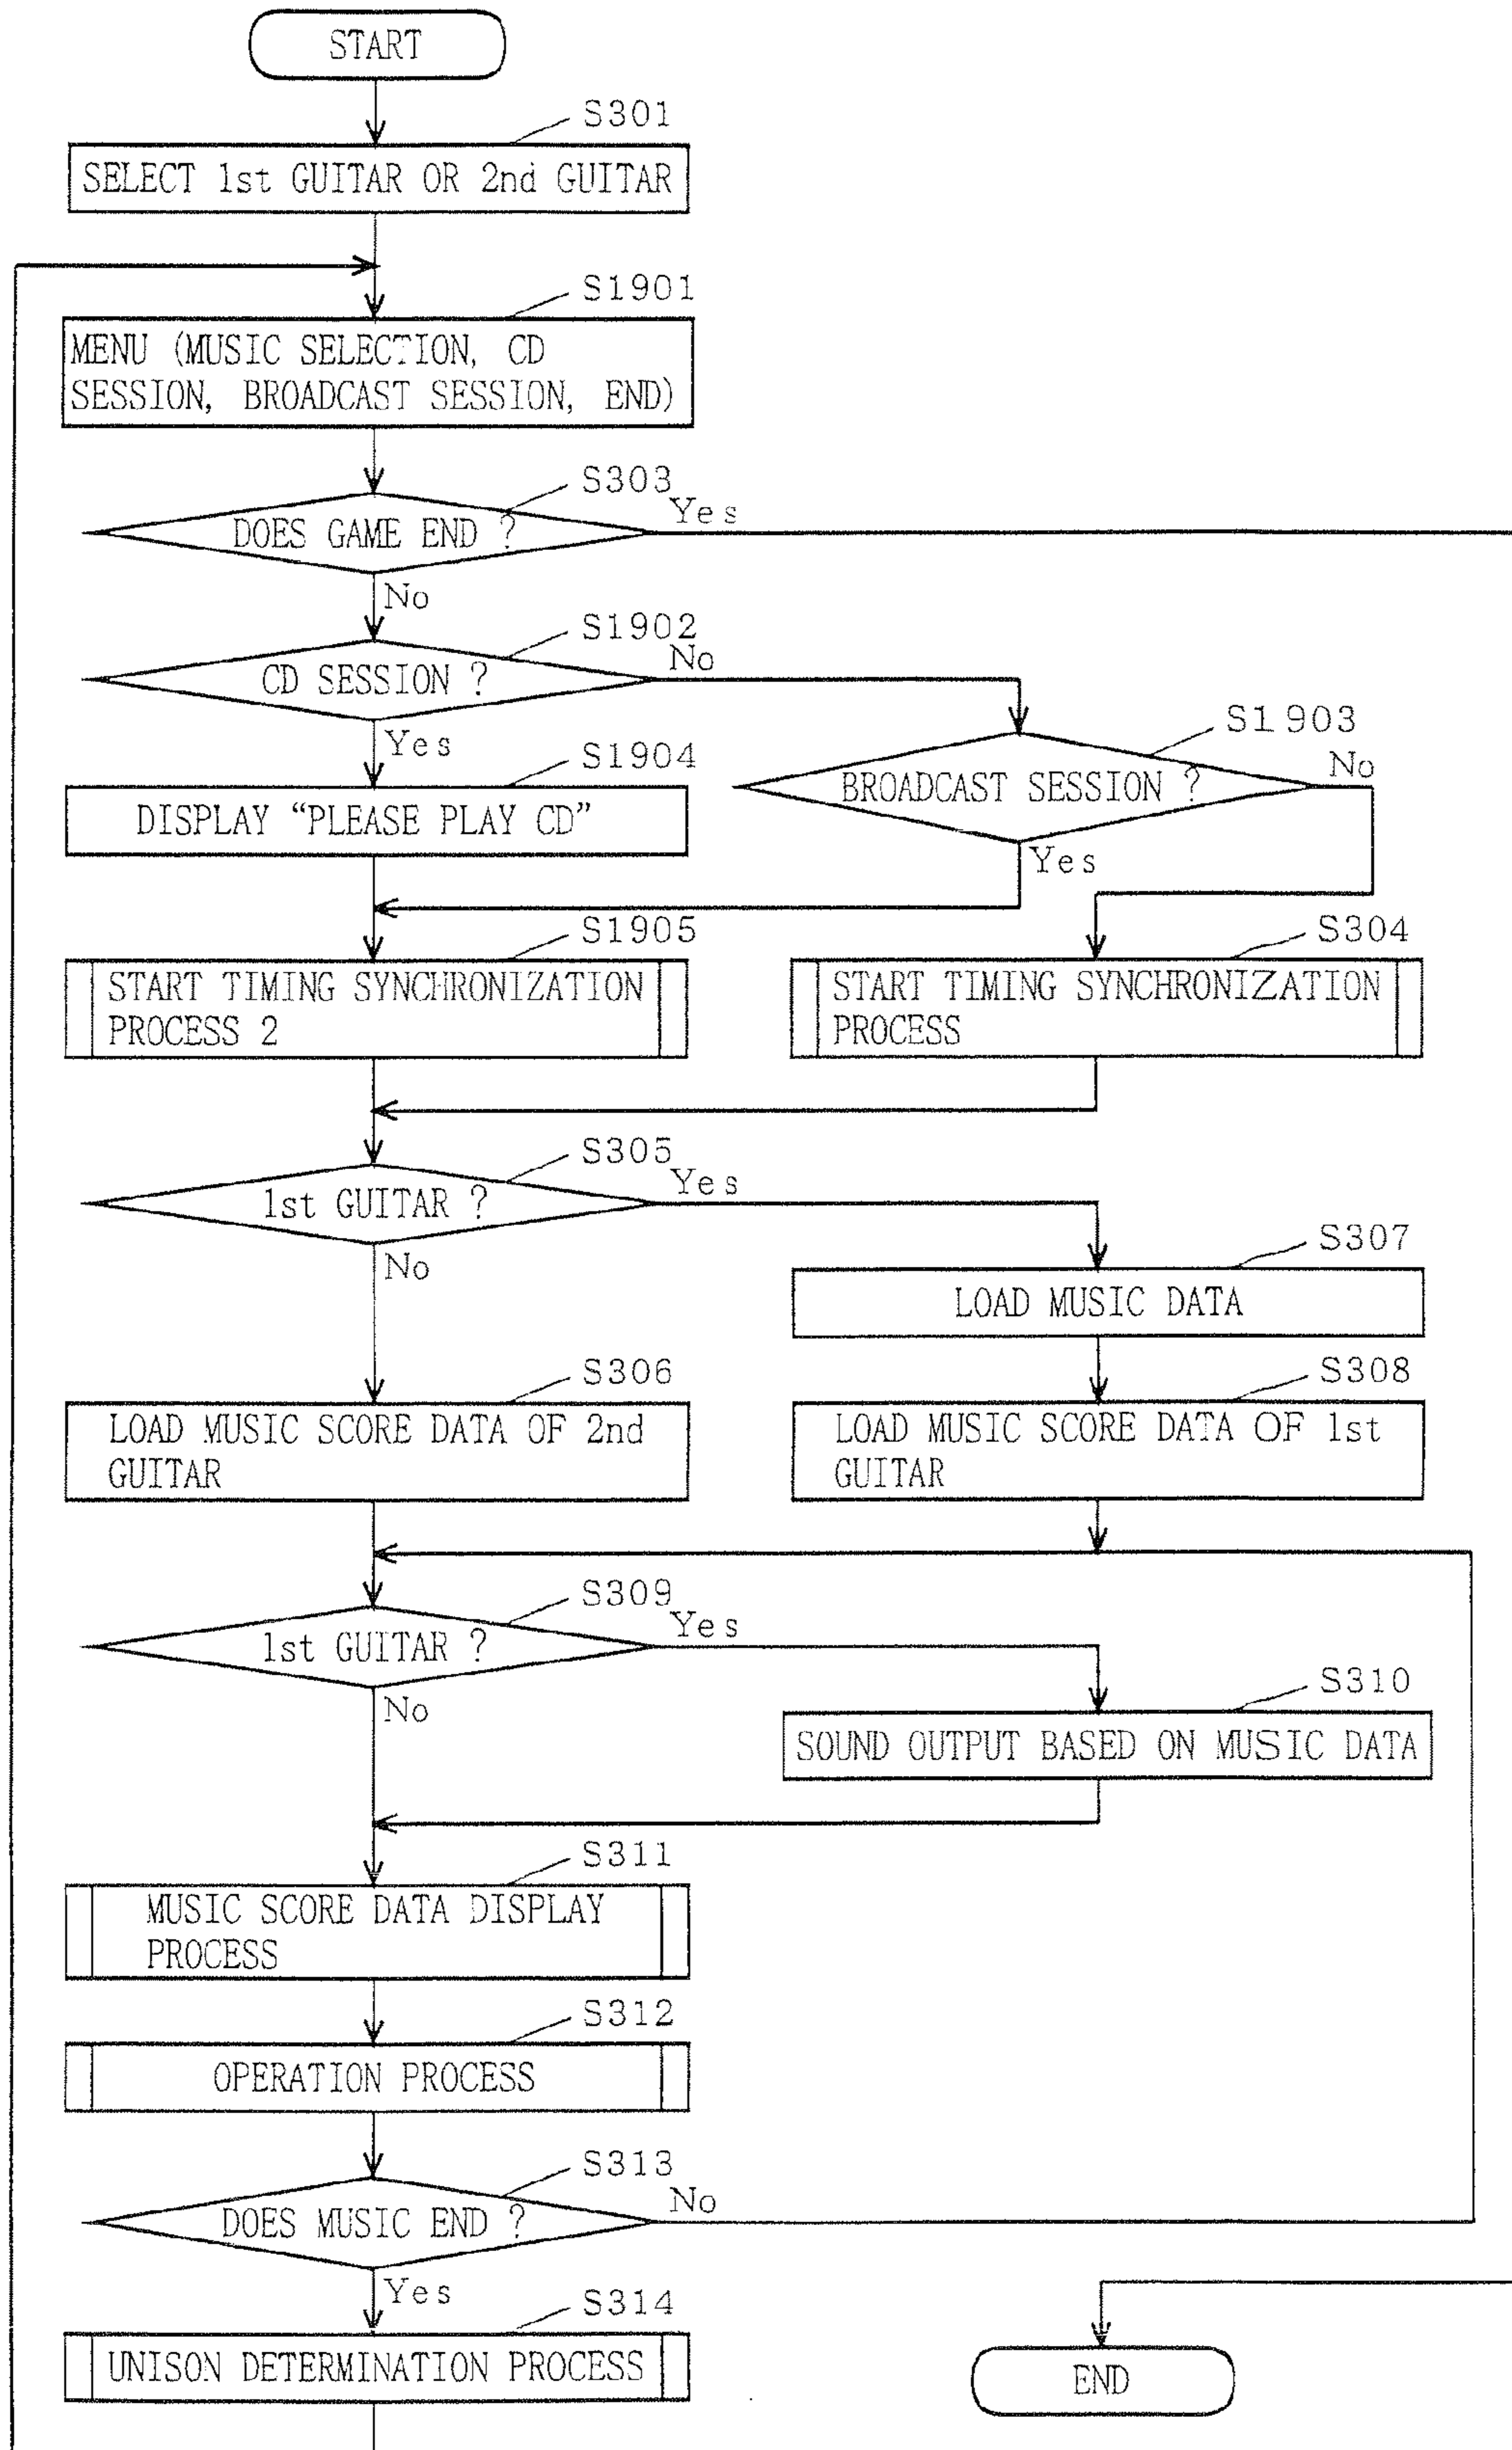 START
S301
SELECT 1st GUITAR OR 2nd GUITAR
S1901
MENU (MUSIC SELECTION, CD
SESSION, BROADCAST SESSION, END)
S303
DOES GAME END ?
Yes
No
S1902
CD SESSION ?
No
Yes
S1903
BROADCAST SESSION ?
No
Yes
S1904
DISPLAY “PLEASE PLAY CD”
S1905
START TIMING SYNCHRONIZATION
PROCESS 2
S304
START TIMING SYNCHRONIZATION
PROCESS
S305
1st GUITAR ?
Yes
No
S307
LOAD MUSIC DATA
S306
LOAD MUSIC SCORE DATA OF 2nd
GUITAR
S308
LOAD MUSIC SCORE DATA OF 1st
GUITAR
S309
1st GUITAR ?
Yes
No
S310
SOUND OUTPUT BASED ON MUSIC DATA
S311
MUSIC SCORE DATA DISPLAY
PROCESS
S312
OPERATION PROCESS
S313
DOES MUSIC END ?
No
Yes
S314
UNISON DETERMINATION PROCESS
END